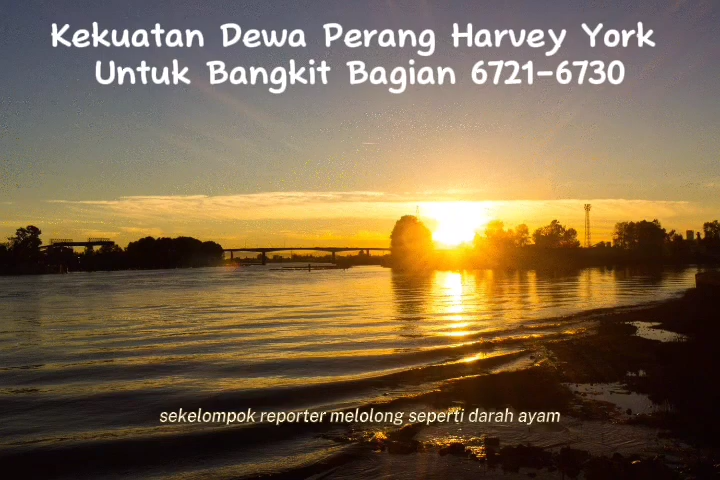 Kekuatan Dewa Perang Harvey York
Untuk Bangkit Bagian 6721-6730
sekelompok reporter melolong seperti darah ayam